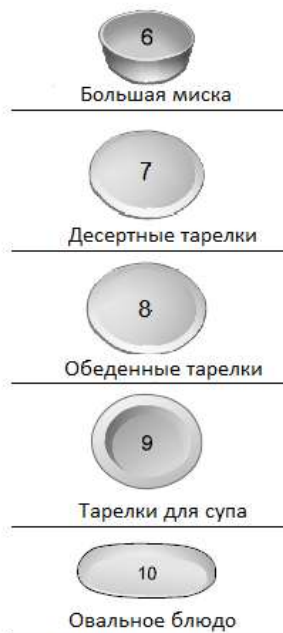 6
Большая миска
7
Десертные тарелки
8
Обеденные тарелки
9
Тарелки для супа
10
Овальное блюдо